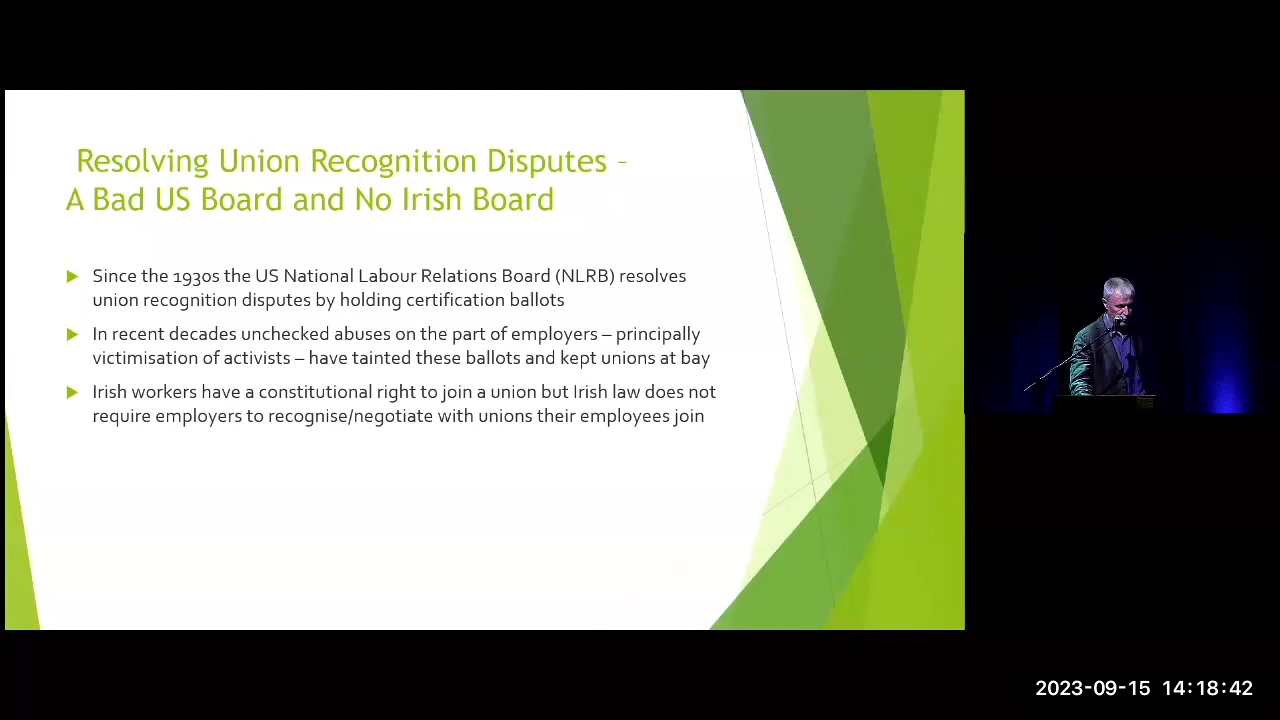 Resolving Union Recognition Disputes –
A Bad US Board and No Irish Board
Since the 1930s the US National Labour Relations Board (NLRB) resolves
union recognition disputes by holding certification ballots
In recent decades unchecked abuses on the part of employers – principally
victimisation of activists – have tainted these ballots and kept unions at bay
Irish workers have a constitutional right to join a union but Irish law does not
require employers to recognise/negotiate with unions their employees join
2023-09-15 14:18:42